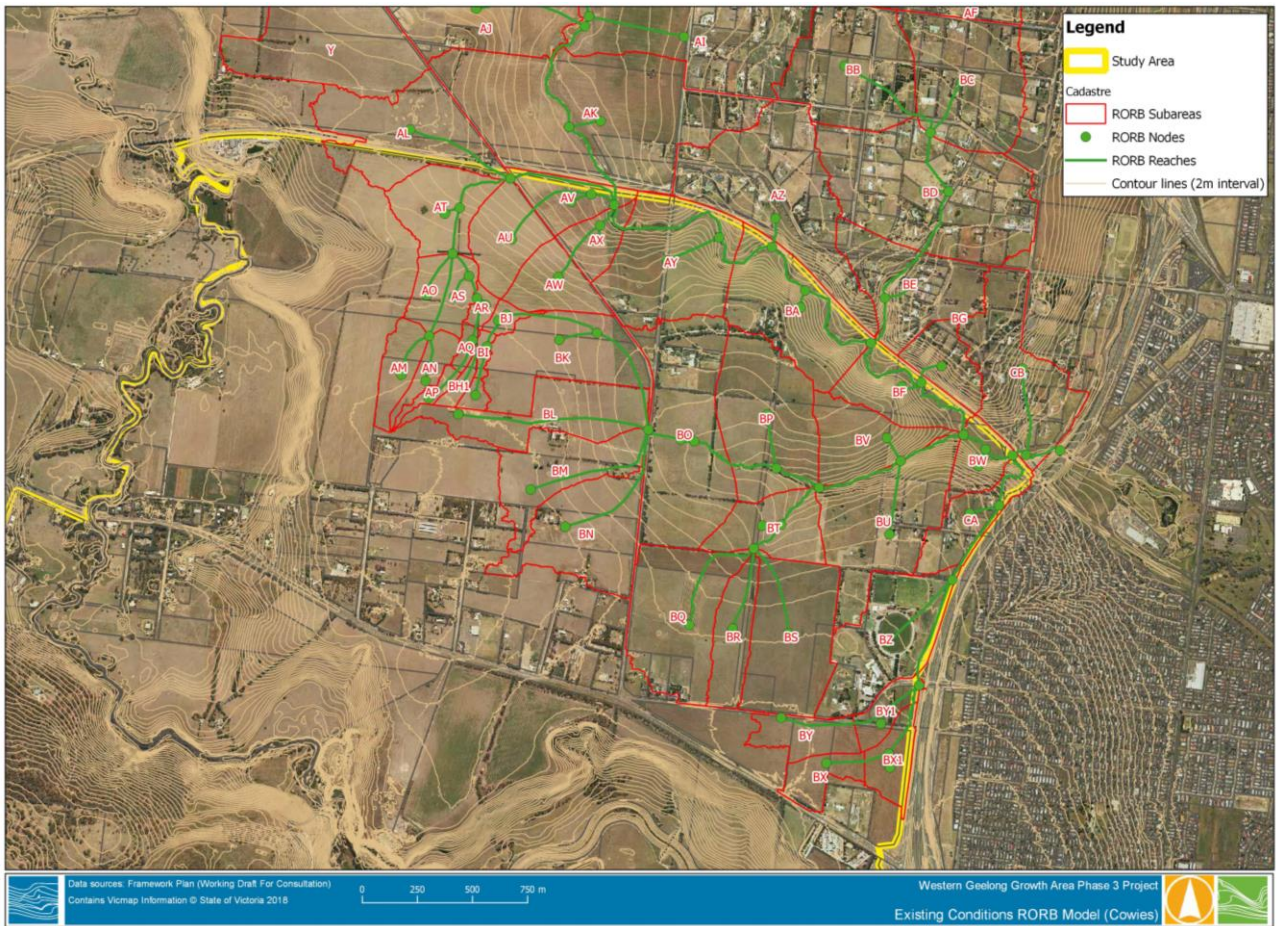 AJ
AI
AF
Y
BB
BC
AK
AL
BD
AT
AV
AZ
AU
AX
AY
AW
AO
AS
AR
BE
BA
BJ
BG
AQ
BI
BK
AM
AN
BH1
AP
CB
BF
BL
BP
BO
BV
BM
BW
BT
BU
CA
BN
BQ
BR
BS
BZ
BY1
BY
BX1
BX
Legend
Study Area
Cadastre
RORB Subareas
RORB Nodes
RORB Reaches
Contour lines (2m interval)
Data sources: Framework Plan (Working Draft For Consultation)
Contains Vicmap Information © State of Victoria 2018
0 250 500 750 m
Western Geelong Growth Area Phase 3 Project
Existing Conditions RORB Model (Cowies)